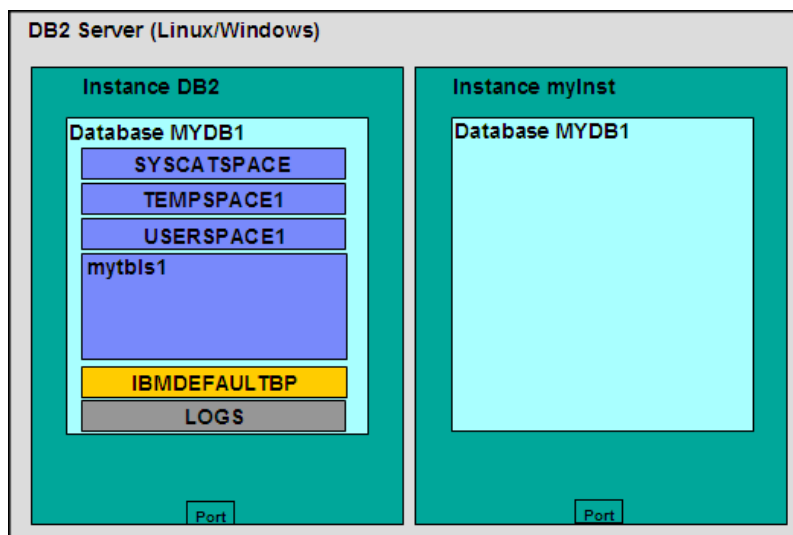 DB2 Server (Linux/Windows)
Instance DB2
Database MYDB1
SYSCATSPACE
TEMPSPACE1
USERSPACE1
mytbls1
IBMDEFAULTBP
LOGS
Port
Instance myInst
Database MYDB1
Port